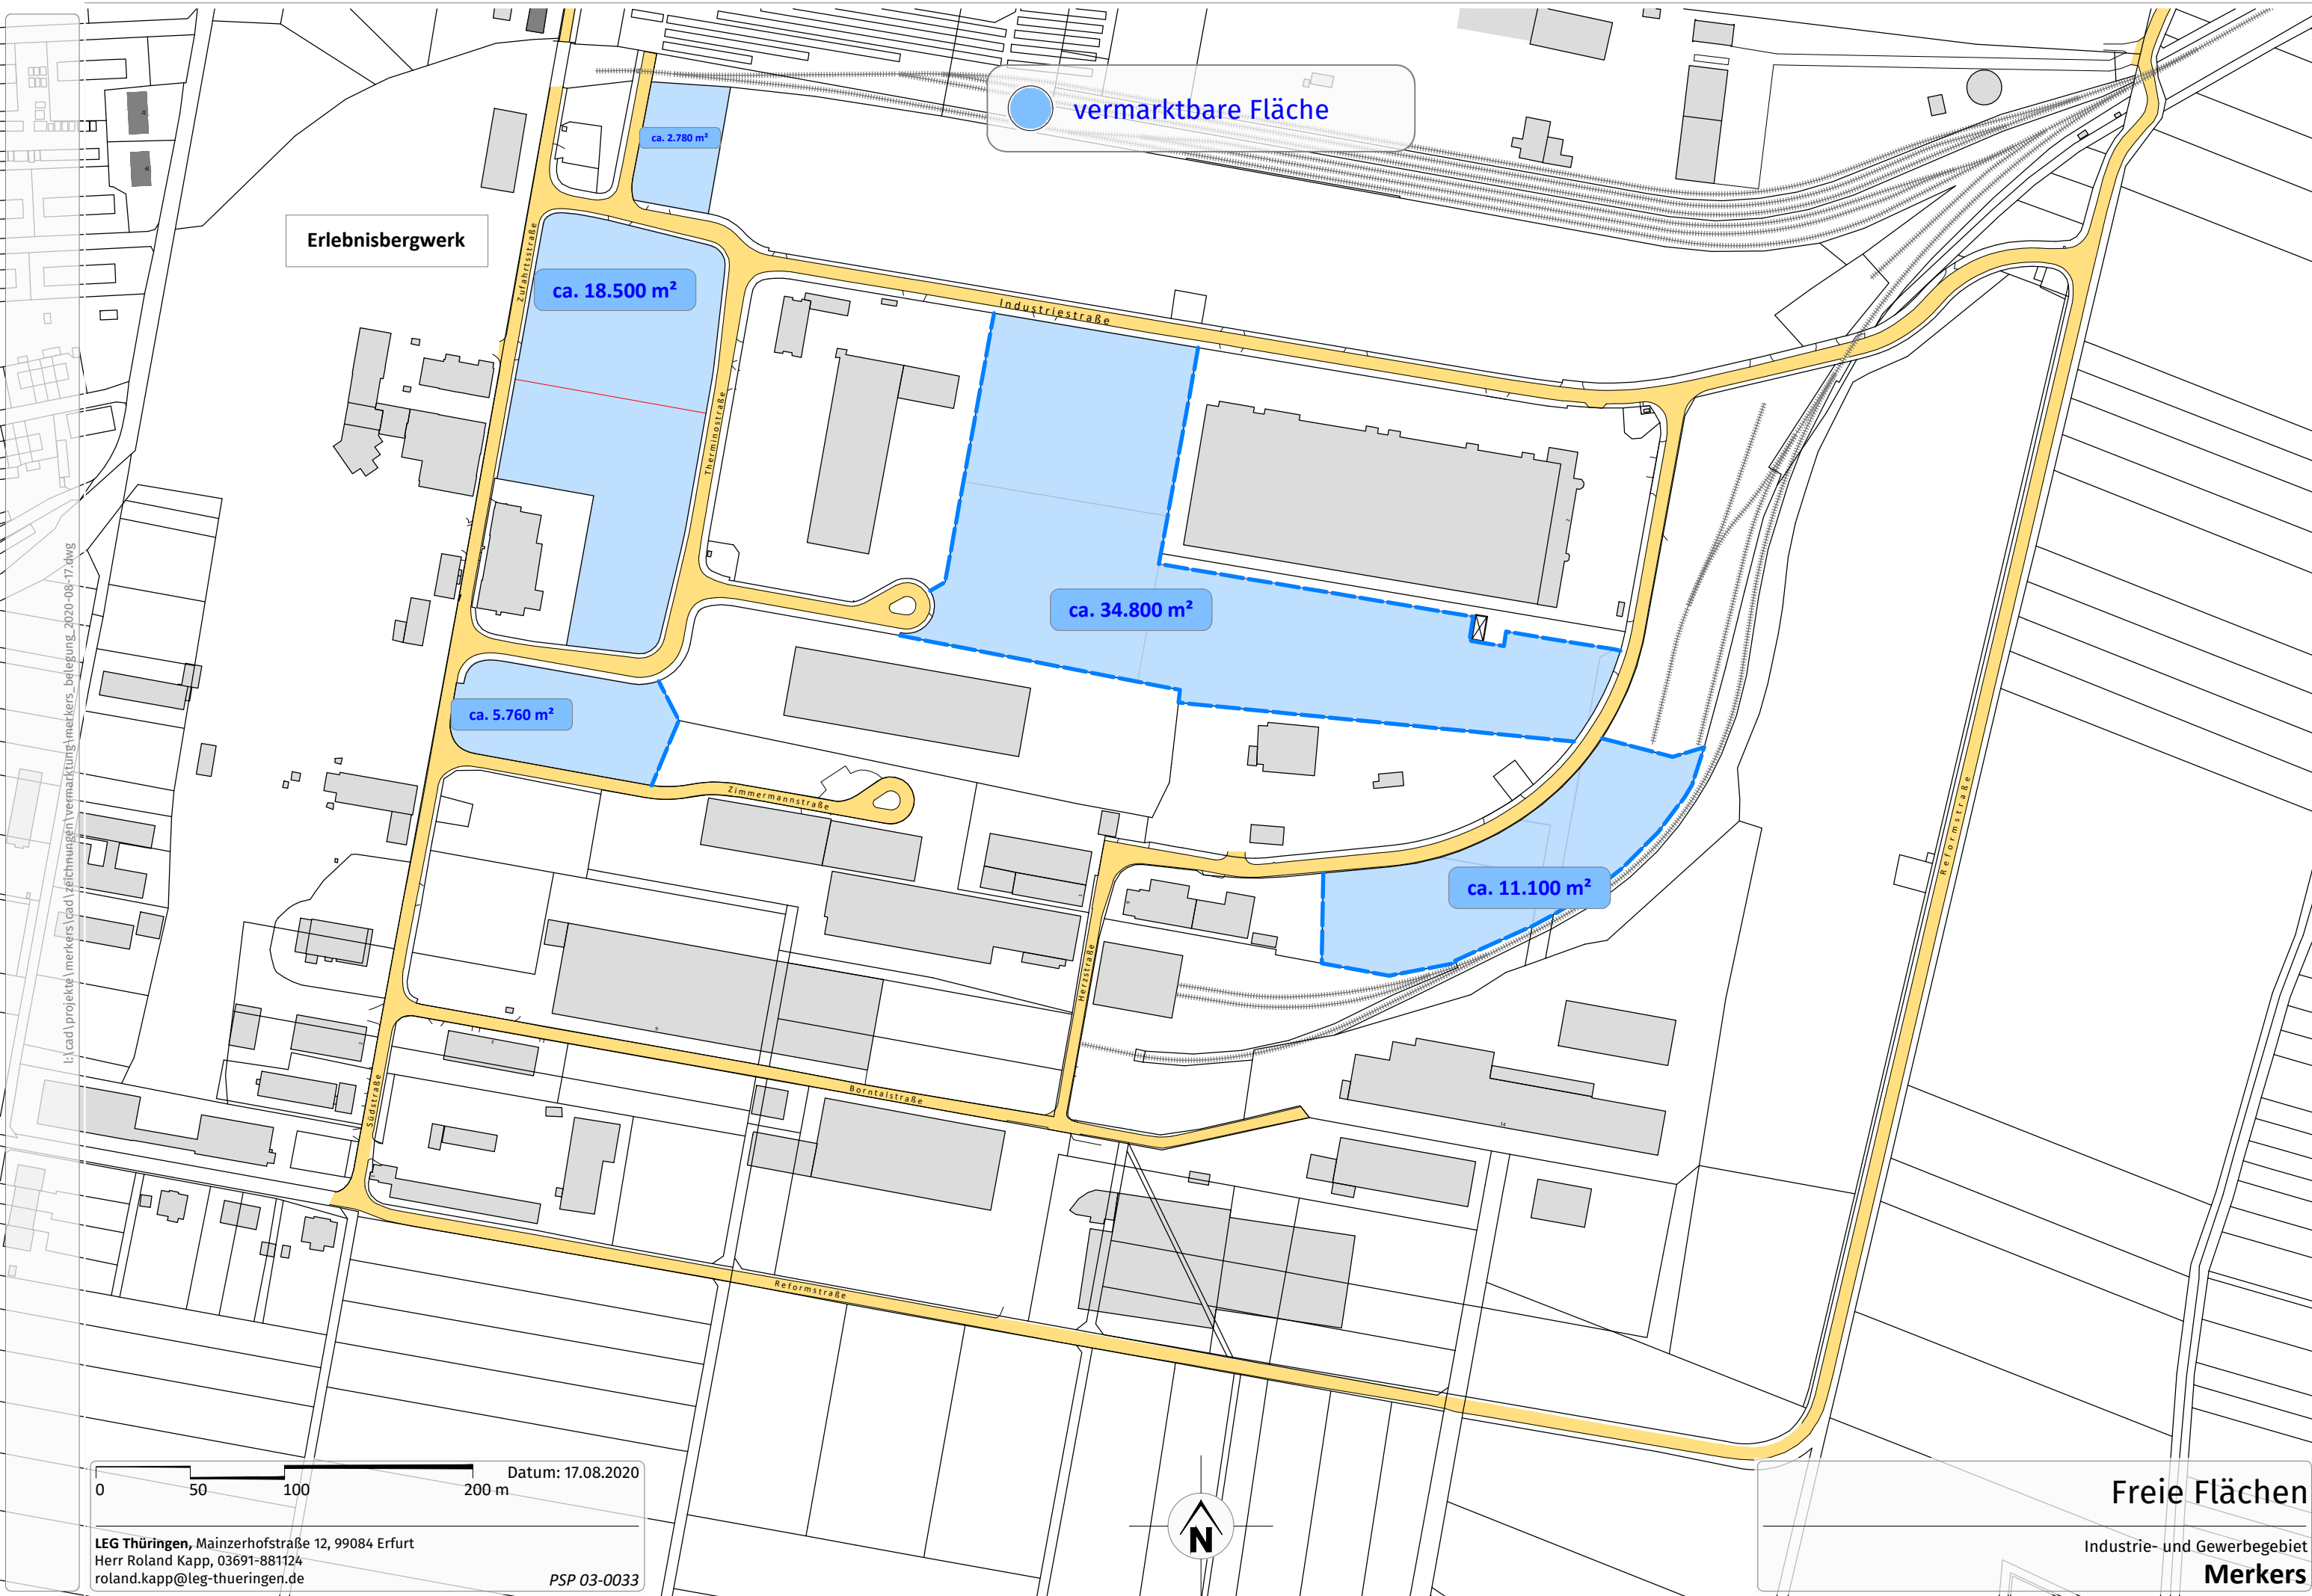 vermarktbare Fläche
ca. 2.780 m²
Erlebnisbergwerk
Zufahrtsstraße
ca. 18.500 m²
Industriestraße
Therminostraße
ca. 34.800 m²
ca. 5.760 m²
Zimmermannstraße
ca. 11.100 m²
Reformstraße
Herzstraße
Borntalstraße
Südstraße
Reformstraße
l:\cad\projekte\merkers\cad\zeichnungen\vermarktung\merkers_belegung_2020-08-17.dwg
0 50 100 200 m
Datum: 17.08.2020
LEG Thüringen, Mainzerhofstraße 12, 99084 Erfurt
Herr Roland Kapp, 03691-881124
roland.kapp@leg-thueringen.de
PSP 03-0033
N
Freie Flächen
Industrie- und Gewerbegebiet
Merkers